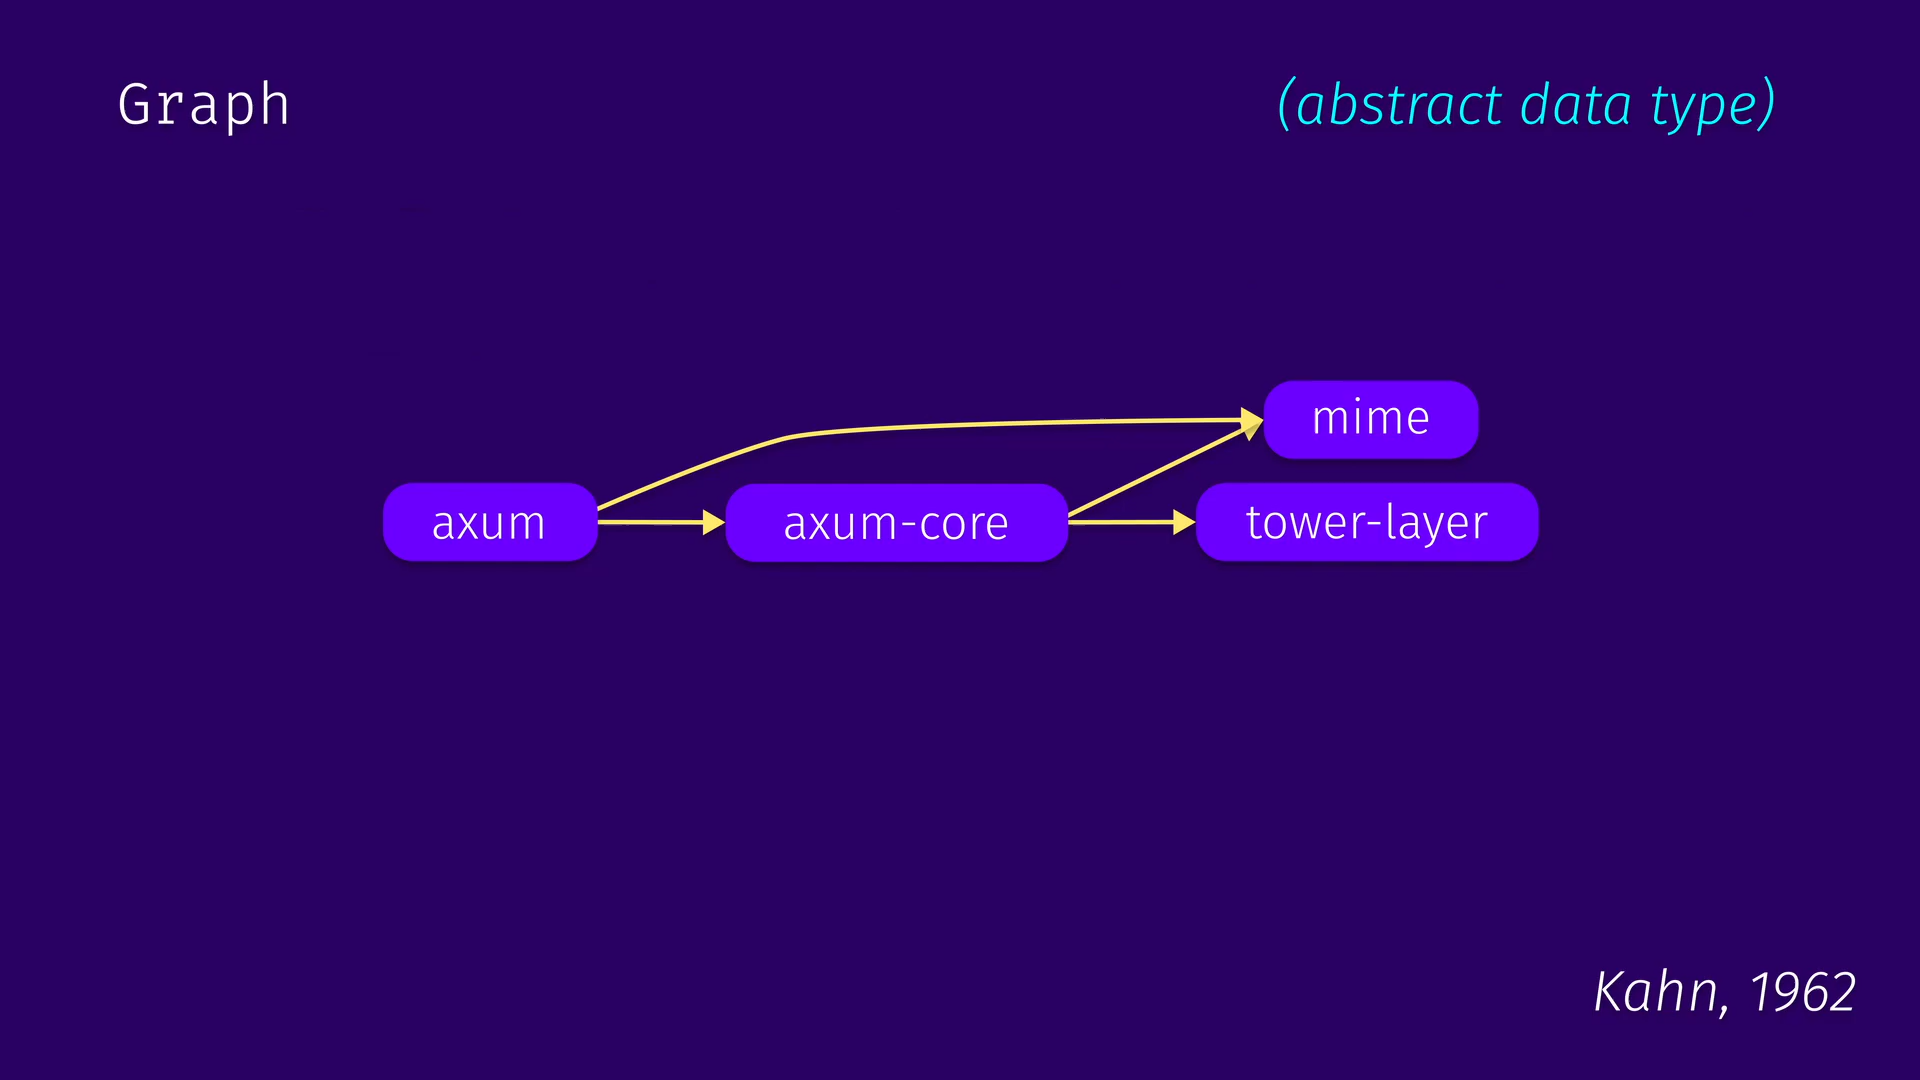 Graph
(abstract data type)
mime
axum
axum-core
tower-layer
Kahn, 1962